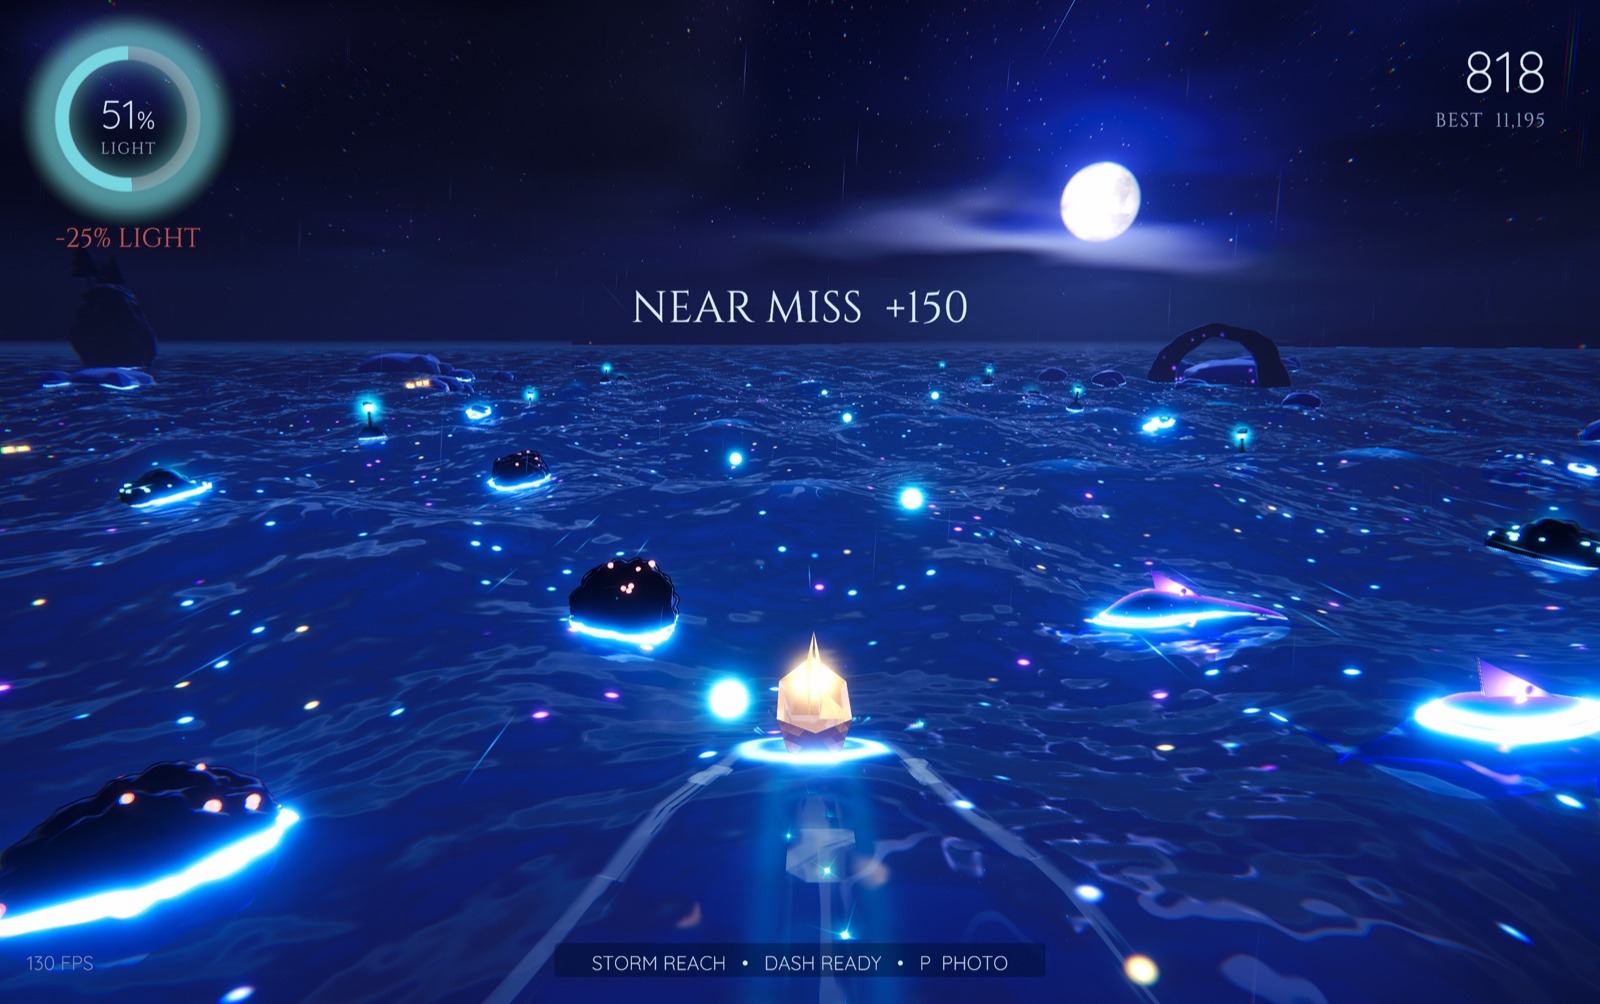 51%
LIGHT
-25% LIGHT
818
BEST 11,195
NEAR MISS +150
130 FPS
STORM REACH • DASH READY • P PHOTO